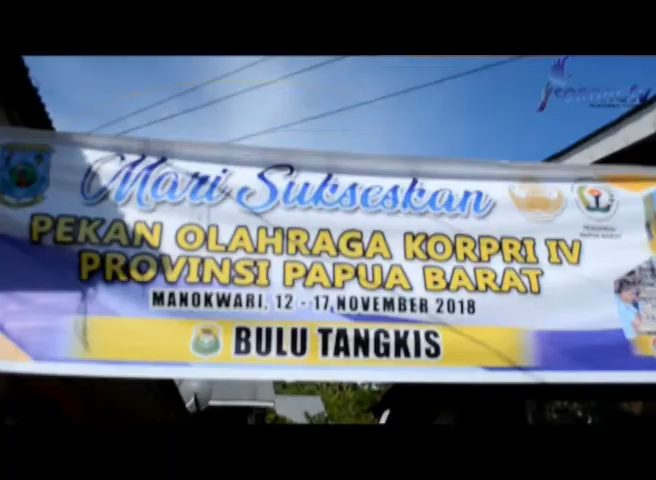 Mari Sukseskan
PEKAN OLAHRAGA KORPRI IV
PROVINSI PAPUA BARAT
MANOKWARI, 12 - 17, NOVEMBER 2018
BULU TANGKIS